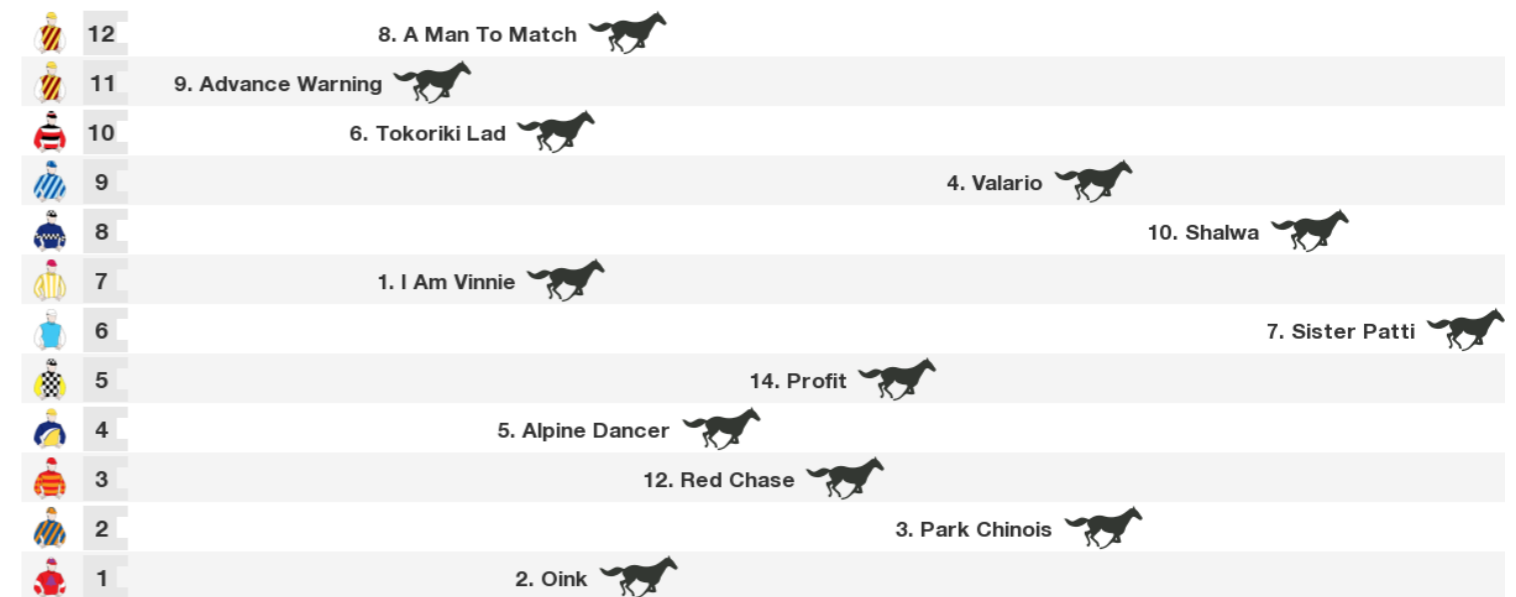 12 8. A Man To Match
11 9. Advance Warning
10 6. Tokoriki Lad
9 4. Valario
8 10. Shalwa
7 1. I Am Vinnie
6 7. Sister Patti
5 14. Profit
4 5. Alpine Dancer
3 12. Red Chase
2 3. Park Chinois
1 2. Oink